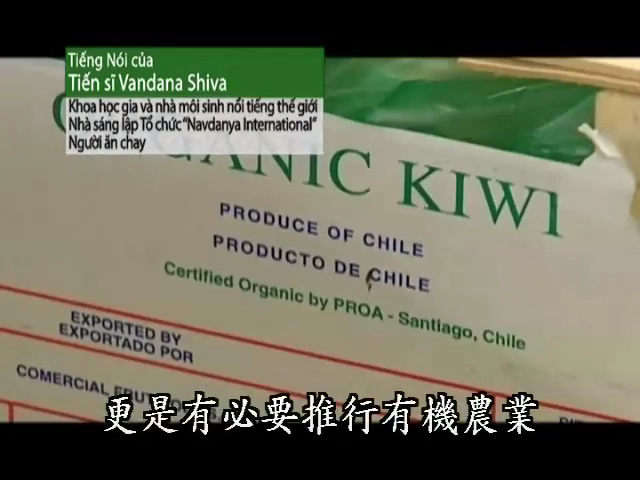 Tiếng Nói của
Tiến sĩ Vandana Shiva
Khoa học gia và nhà môi sinh nổi tiếng thế giới
Nhà sáng lập Tổ chức "Navdanya International"
Người ăn chay
KIWI
PRODUCE OF CHILE
PRODUCTO DE CHILE
Certified Organic by PROA - Santiago, Chile
EXPORTED BY
EXPORTADO POR
COMERCIAL
更是有必要推行有機農業